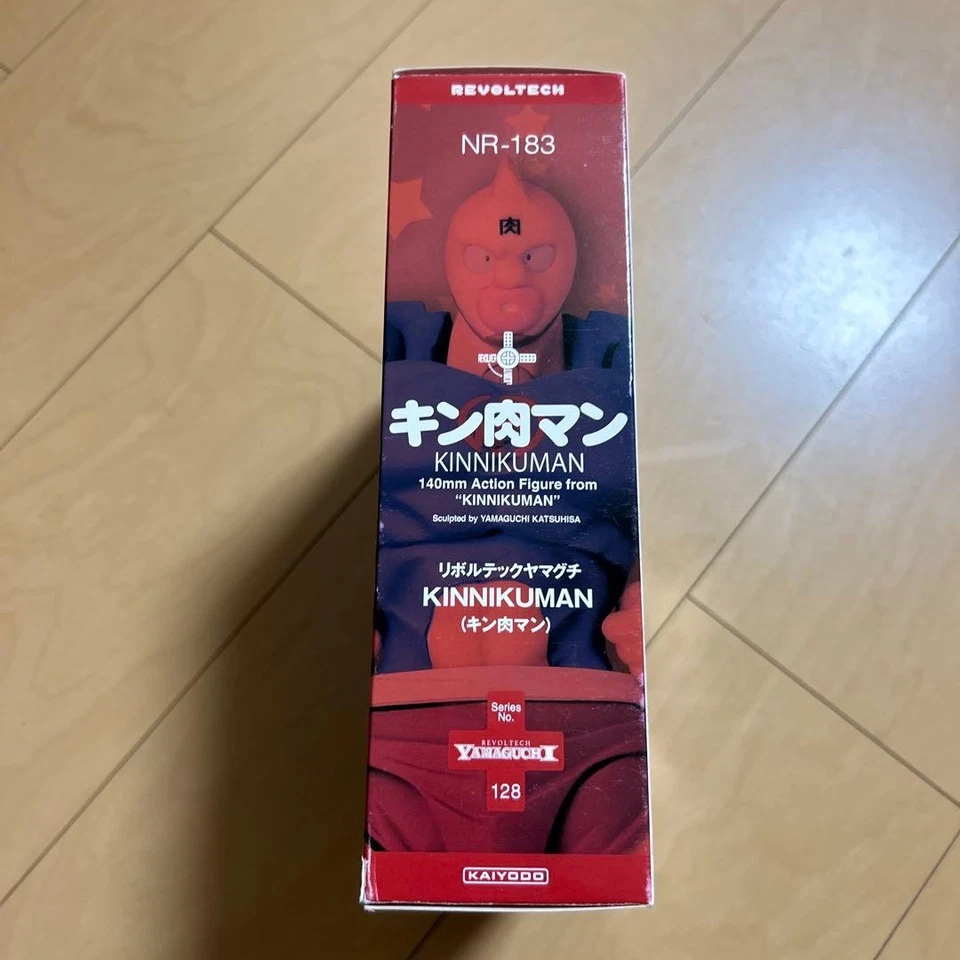 REVOLTECH
NR-183
肉
キン肉マン
KINNIKUMAN
140mm Action Figure from
“KINNIKUMAN”
Sculpted by YAMAGUCHI KATSUHISA
リボルテックヤマグチ
KINNIKUMAN
(キン肉マン)
Series
No.
REVOLTECH
YAMAGUCHI
128
KAIYODO